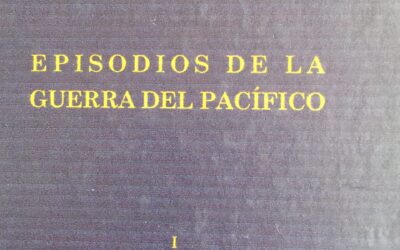 EPISODIOS DE LA
GUERRA DEL PACÍFICO
I